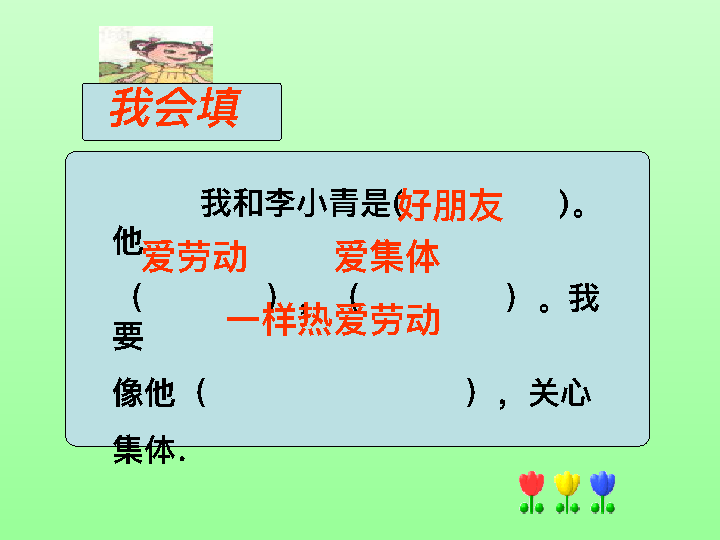 我会填
我和李小青是(好朋友)。
他
爱劳动 爱集体
（ ），（ ）。我
一样热爱劳动
要
像他（ ），关心
集体.